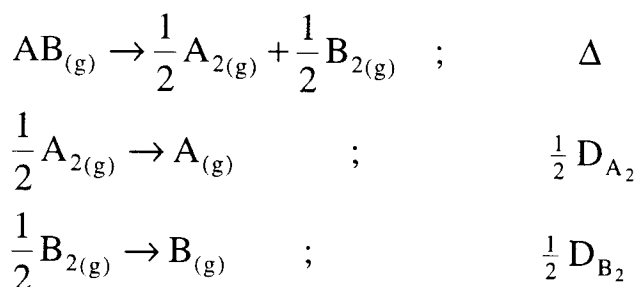 AB(g) → 1/2 A2(g) + 1/2 B2(g) ; Δ
1/2 A2(g) → A(g) ; 1/2 DA2
1/2 B2(g) → B(g) ; 1/2 DB2